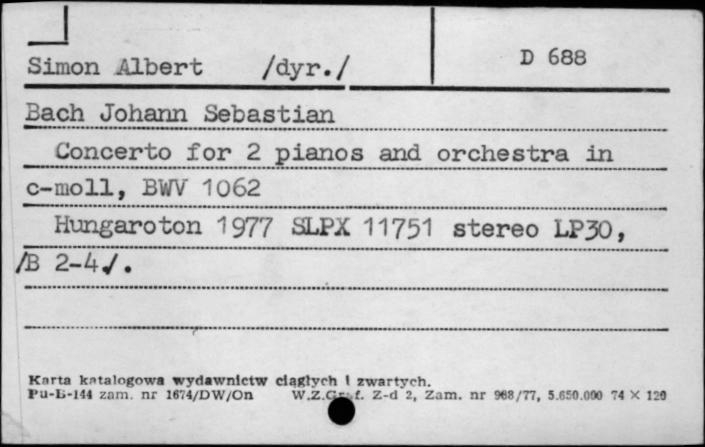 Simon Albert /dyr./ D 688
Bach Johann Sebastian
Concerto for 2 pianos and orchestra in
c-moll, BWV 1062
Hungaroton 1977 SLPX 11751 stereo LP30,
/B 2-4/.
Karta katalogowa wydawnictw ciągłych i zwartych.
Pu-B-144 zam. nr 1674/DW/On W.Z.Graf. Z-d 2, Zam. nr 968/77, 5.650.000 74 × 120